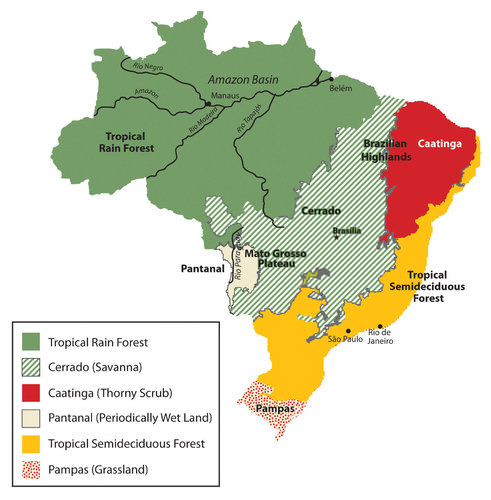 Rio Negro
Amazon Basin
Belém
Amazon
Manaus
Rio Madeira
Rio Tapajós
Tropical
Rain Forest
Brazilian
Highlands
Caatinga
Cerrado
Brasília
Pantanal
Mato Grosso
Plateau
Tropical
Semideciduous
Forest
São Paulo
Rio de
Janeiro
Pampas
Tropical Rain Forest
Cerrado (Savanna)
Caatinga (Thorny Scrub)
Pantanal (Periodically Wet Land)
Tropical Semideciduous Forest
Pampas (Grassland)